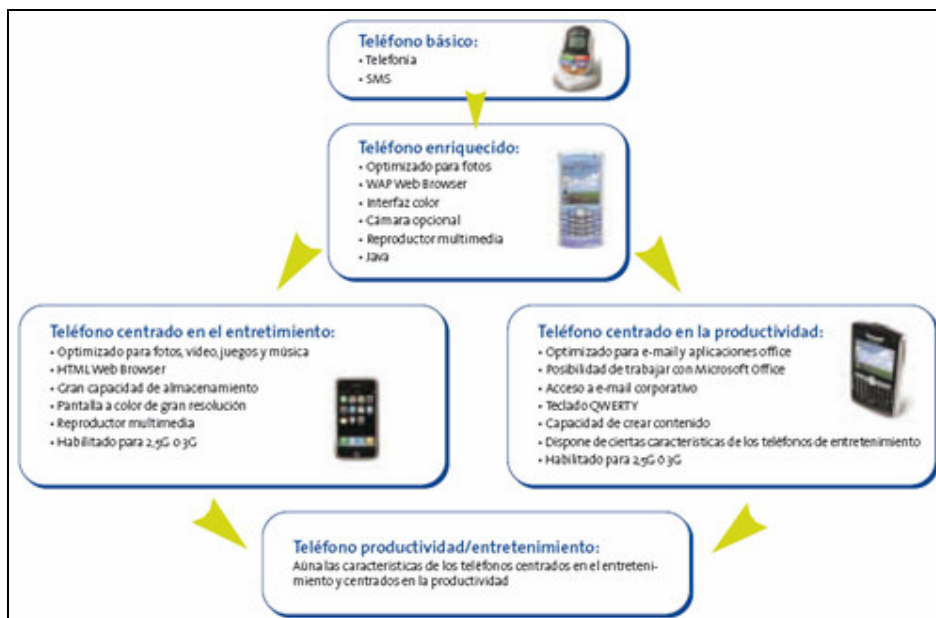 Teléfono básico:
• Telefonía
• SMS
Teléfono enriquecido:
• Optimizado para fotos
• WAP Web Browser
• Interfaz color
• Cámara opcional
• Reproductor multimedia
• Java
Teléfono centrado en el entretimiento:
• Optimizado para fotos, video, juegos y música
• HTML Web Browser
• Gran capacidad de almacenamiento
• Pantalla a color de gran resolución
• Reproductor multimedia
• Habilitado para 2,5G o 3G
Teléfono centrado en la productividad:
• Optimizado para e-mail y aplicaciones office
• Posibilidad de trabajar con Microsoft Office
• Acceso a e-mail corporativo
• Teclado QWERTY
• Capacidad de crear contenido
• Dispone de ciertas características de los teléfonos de entretenimiento
• Habilitado para 2,5G ó 3G
Teléfono productividad/entretenimiento:
Aúna las características de los teléfonos centrados en el entreteni-
miento y centrados en la productividad